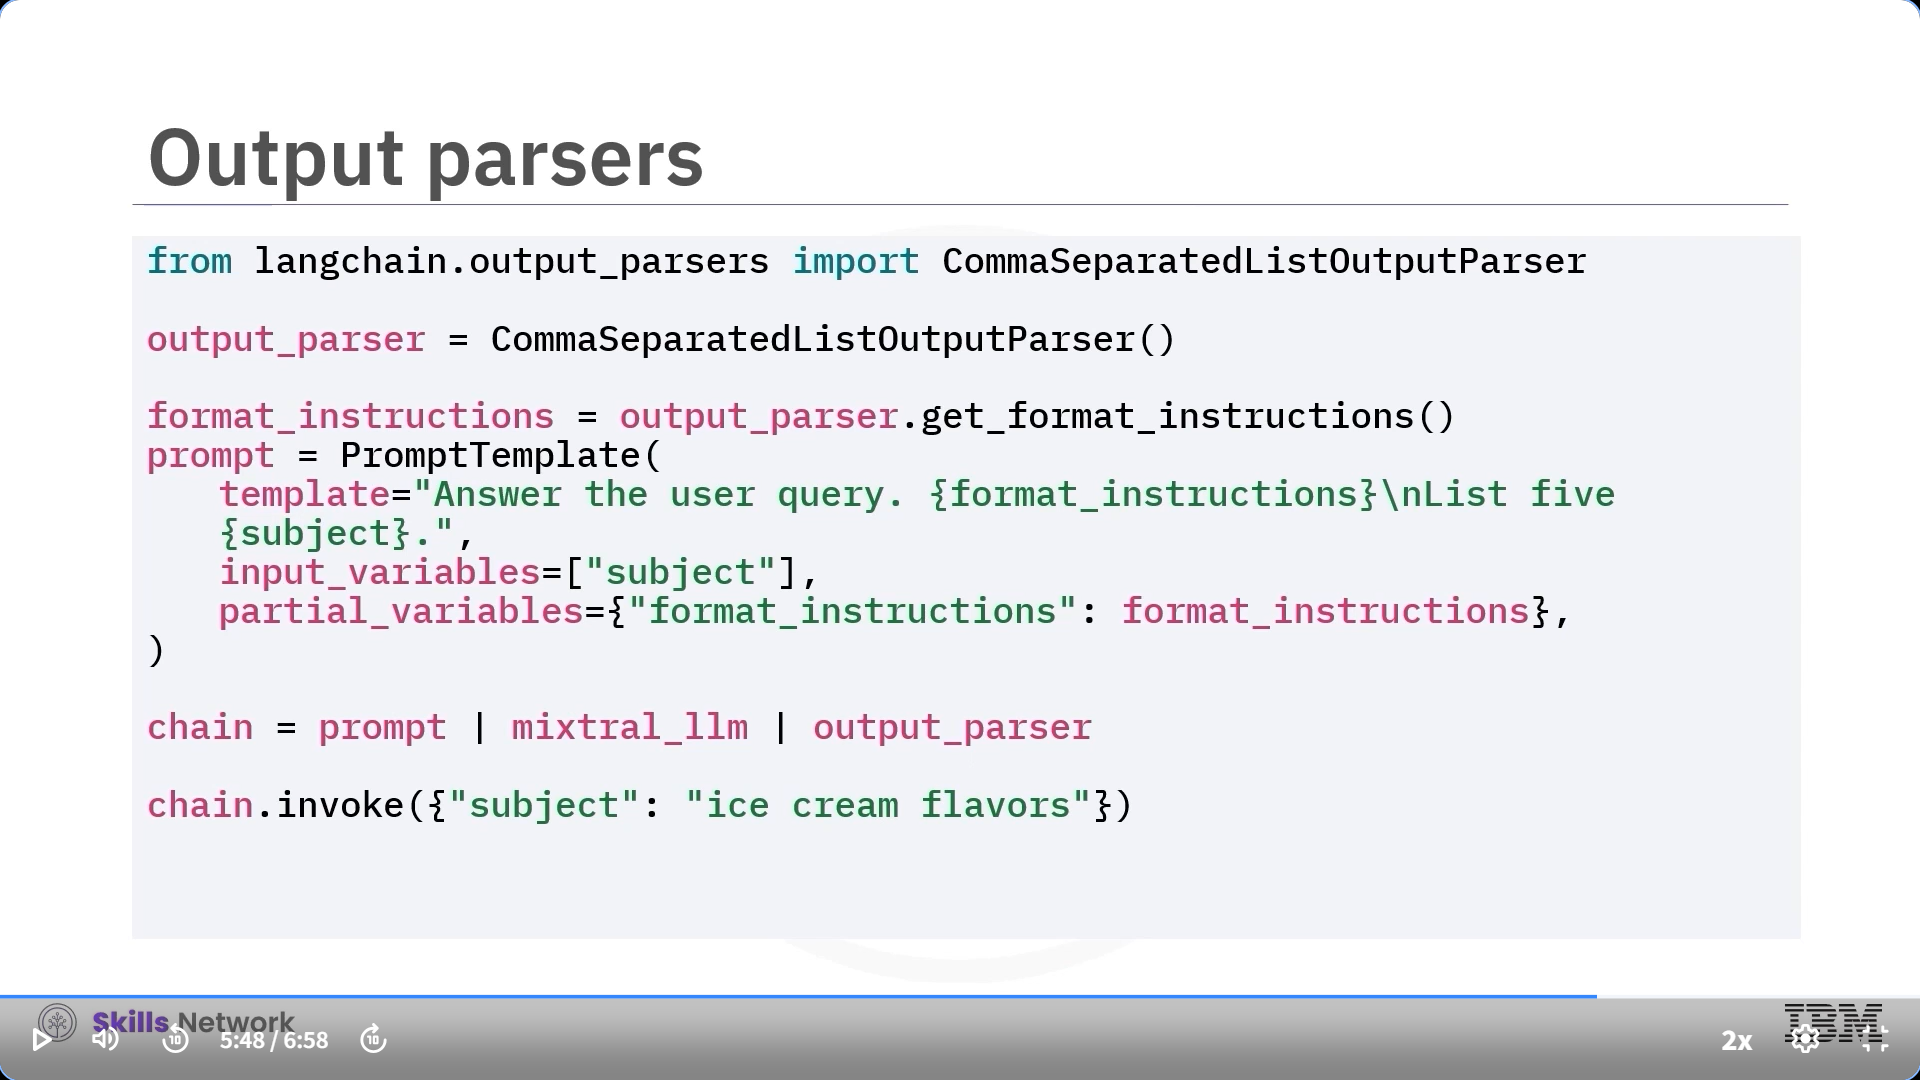 Output parsers
from langchain.output_parsers import CommaSeparatedListOutputParser
output_parser = CommaSeparatedListOutputParser()
format_instructions = output_parser.get_format_instructions()
prompt = PromptTemplate(
template="Answer the user query. {format_instructions}\nList five
{subject}.",
input_variables=["subject"],
partial_variables={"format_instructions": format_instructions},
)
chain = prompt | mixtral_llm | output_parser
chain.invoke({"subject": "ice cream flavors"})
Skills Network
IBM
10
5:48 / 6:58
10
2x